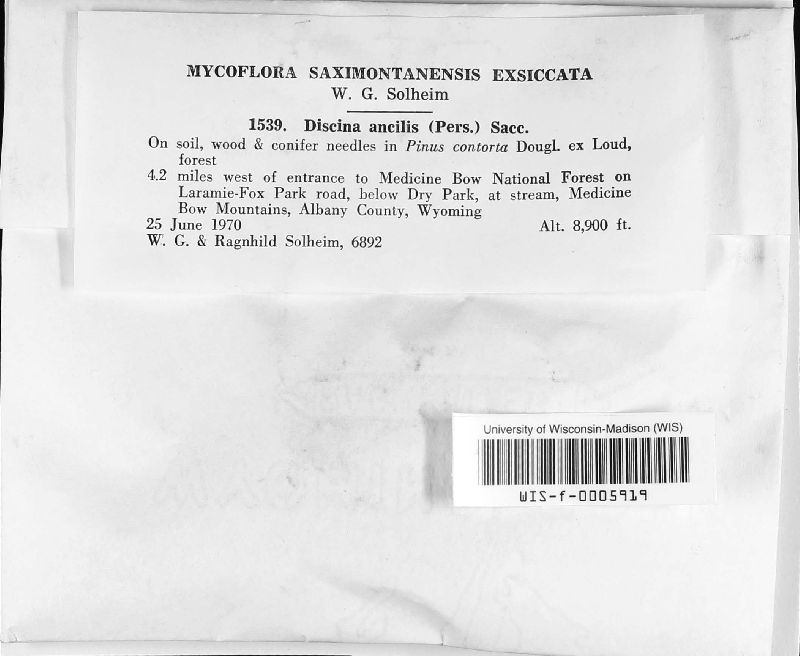 MYCOFLORA SAXIMONTANENSIS EXSICCATA
W. G. Solheim
1539. Discina ancilis (Pers.) Sacc.
On soil, wood & conifer needles in Pinus contorta Dougl. ex Loud,
forest
4.2 miles west of entrance to Medicine Bow National Forest on
Laramie-Fox Park road, below Dry Park, at stream, Medicine
Bow Mountains, Albany County, Wyoming
25 June 1970 Alt. 8,900 ft.
W. G. & Ragnhild Solheim, 6892
University of Wisconsin-Madison (WIS)
WIS-f-0005919